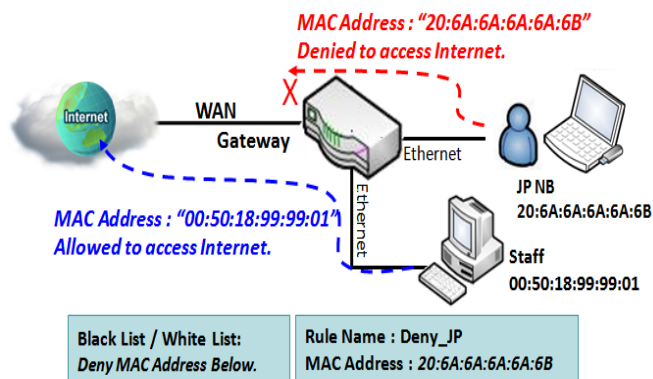 MAC Address : "20:6A:6A:6A:6A:6B"
Denied to access Internet.
Internet
WAN
Gateway
Ethernet
Ethernet
JP NB
20:6A:6A:6A:6A:6B
MAC Address : "00:50:18:99:99:01"
Allowed to access Internet.
Staff
00:50:18:99:99:01
Black List / White List:
Deny MAC Address Below.
Rule Name : Deny_JP
MAC Address : 20:6A:6A:6A:6A:6B